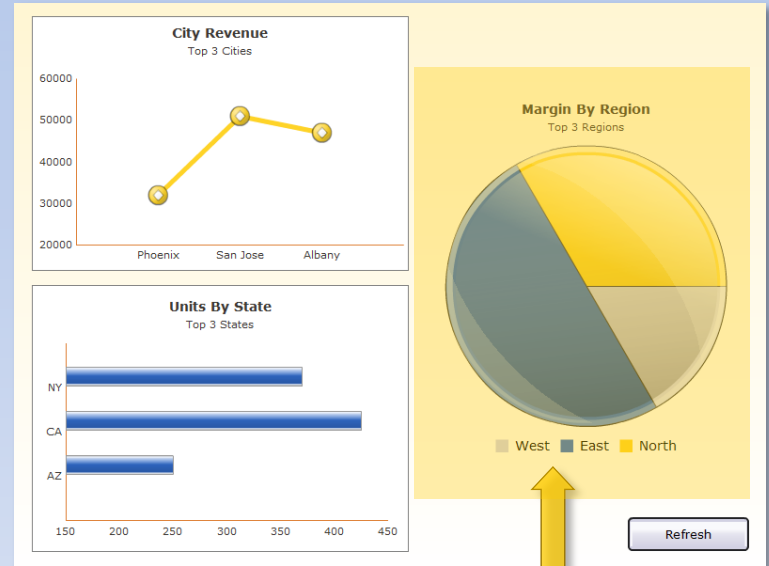 City Revenue
Top 3 Cities
60000
50000
40000
30000
20000
Phoenix San Jose Albany
Units By State
Top 3 States
NY
CA
AZ
150 200 250 300 350 400 450
Margin By Region
Top 3 Regions
West East North
Refresh